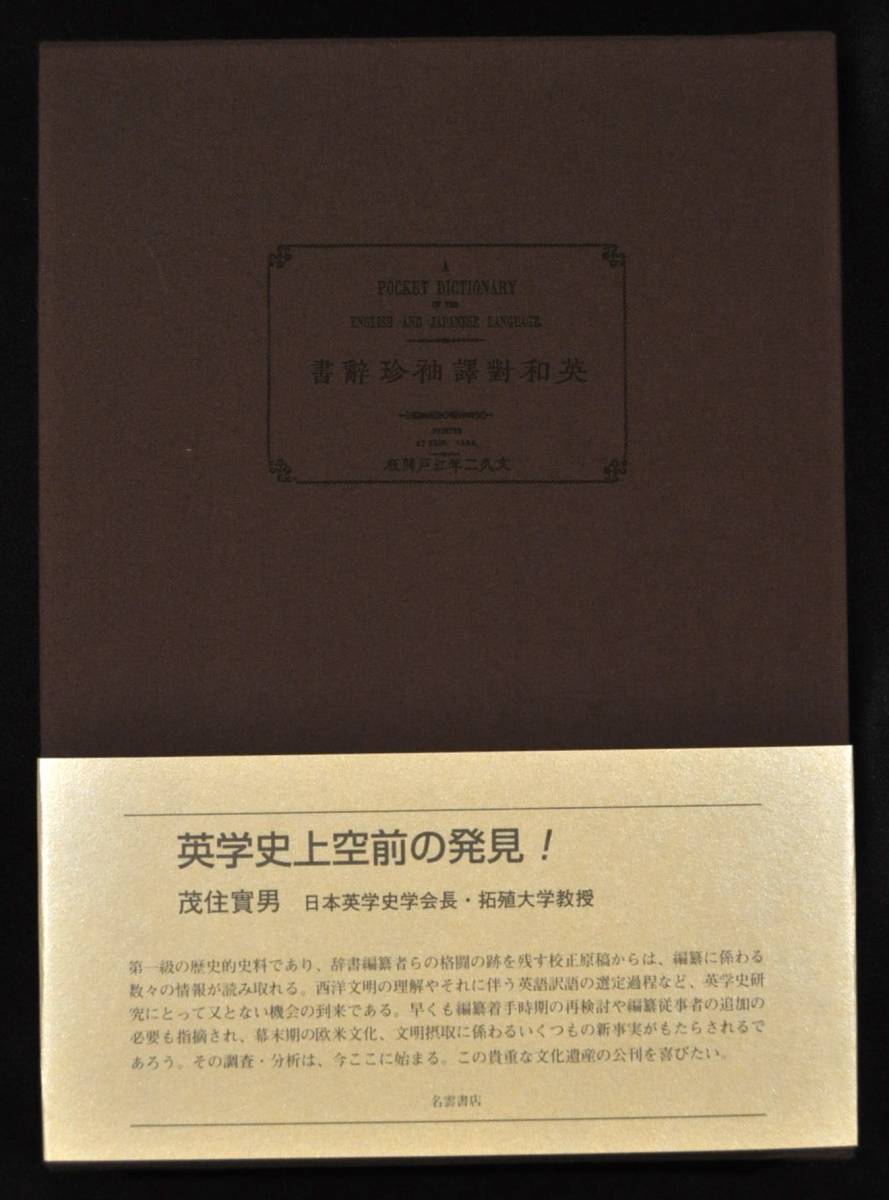 A
POCKET DICTIONARY
OF THE
ENGLISH AND JAPANESE LANGUAGE
書辭珍袖譯對和英
PRINTED
文久二年江戸開板
英学史上空前の発見!
茂住實男 日本英学史学会長・拓殖大学教授
第一級の歴史的史料であり、辞書編纂者らの格闘の跡を残す校正原稿からは、編纂に係わる
数々の情報が読み取れる。西洋文明の理解やそれに伴う英語訳語の選定過程など、英学史研
究にとって又とない機会の到来である。早くも編纂着手時期の再検討や編纂従事者の追加の
必要も指摘され、幕末期の欧米文化、文明摂取に係わるいくつもの新事実がもたらされるで
あろう。その調査・分析は、今ここに始まる。この貴重な文化遺産の公刊を喜びたい。
名雲書店